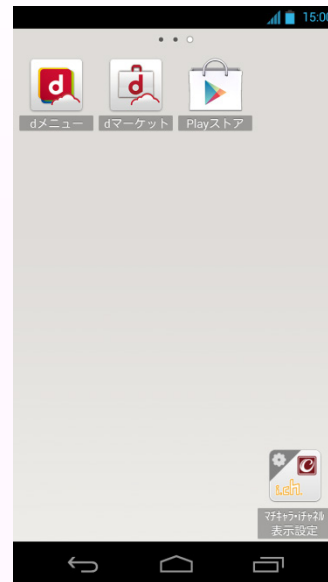 15:00
dメニュー
dマーケット
Playストア
i.ch
マチキャラ・iチャネル
表示設定